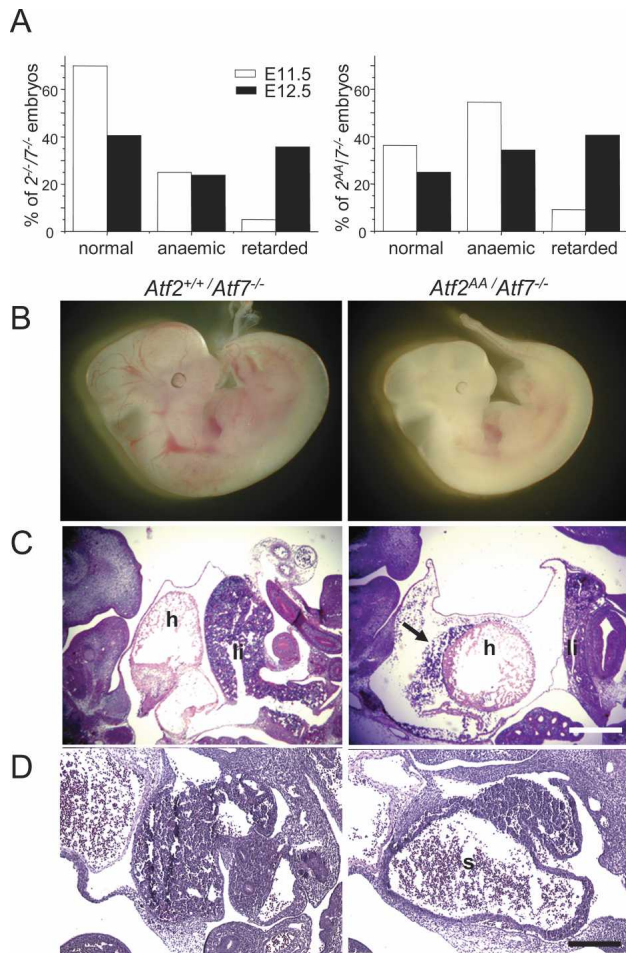 A
% of 2-/-/7-/- embryos
60
40
20
0
normal anaemic retarded
E11.5
E12.5
% of 2AA/7-/- embryos
60
40
20
0
normal anaemic retarded
Atf2+/+/Atf7-/-
Atf2AA/Atf7-/-
B
C
h
li
h
li
D
s